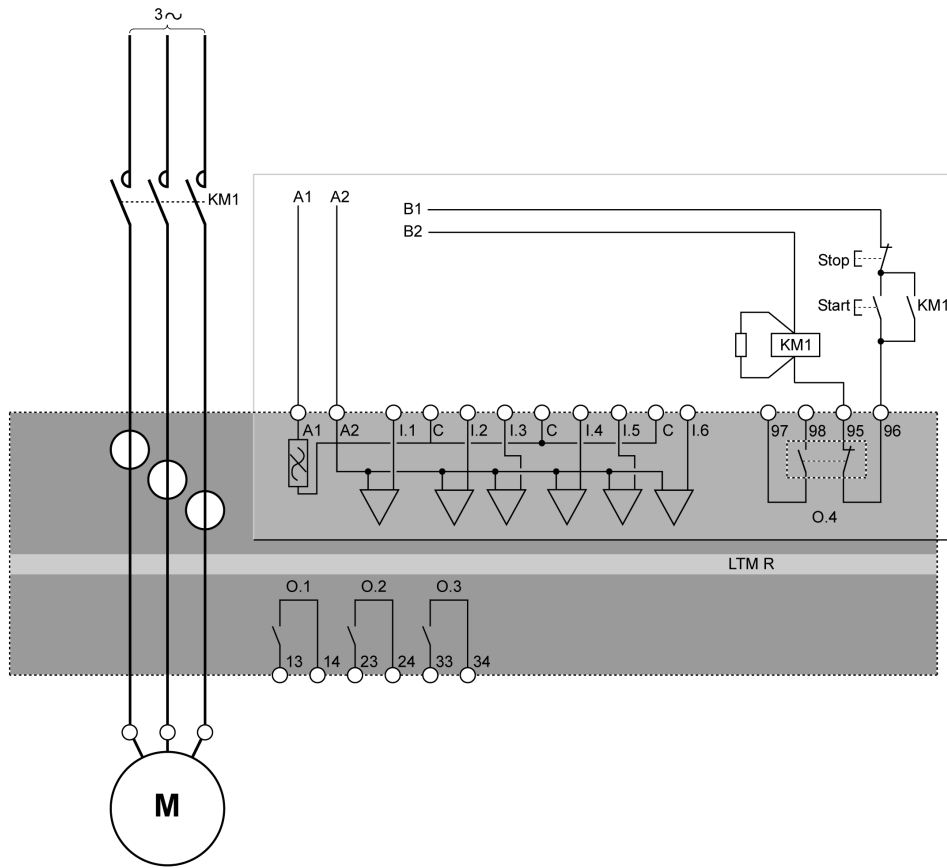 3~
KM1
A1 A2
B1
B2
Stop
Start
KM1
KM1
A1 A2 I.1 C I.2 I.3 C I.4 I.5 C I.6 97 98 95 96
O.4
LTM R
O.1 O.2 O.3
13 14 23 24 33 34
M